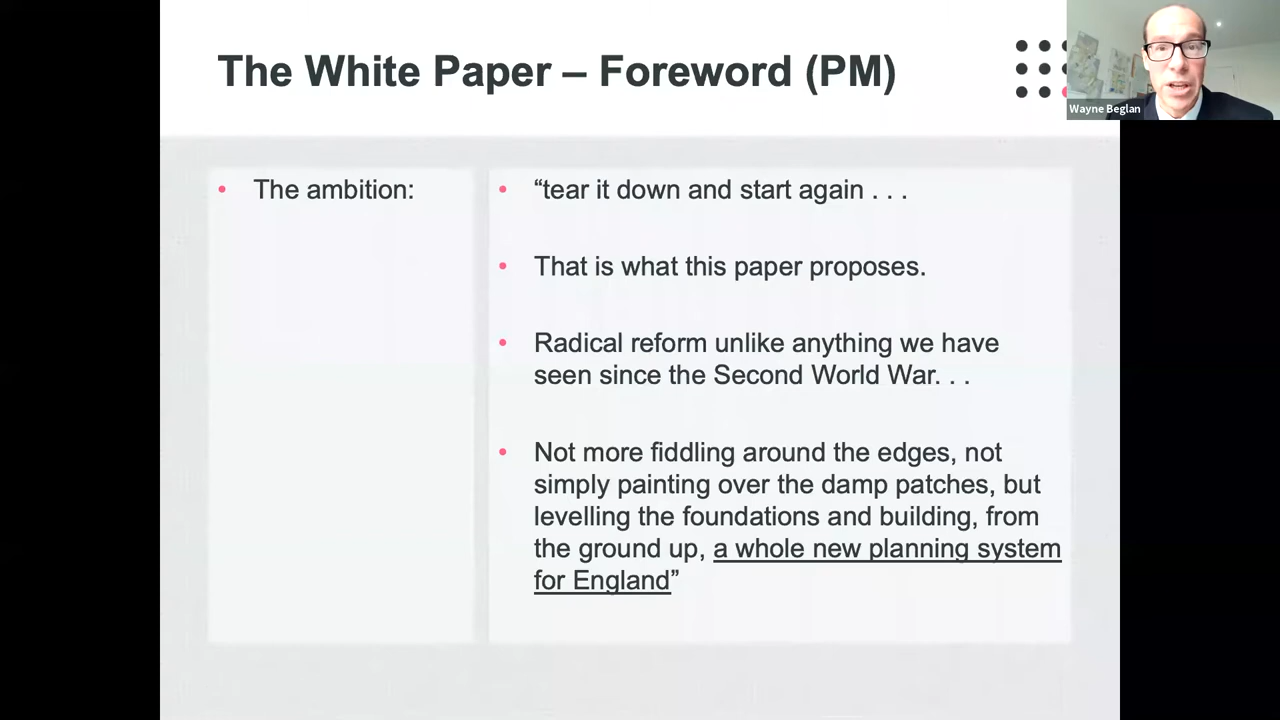 The White Paper – Foreword (PM)
Wayne Beglan
• The ambition:
• “tear it down and start again . . .
• That is what this paper proposes.
• Radical reform unlike anything we have
seen since the Second World War. . .
• Not more fiddling around the edges, not
simply painting over the damp patches, but
levelling the foundations and building, from
the ground up, a whole new planning system
for England”